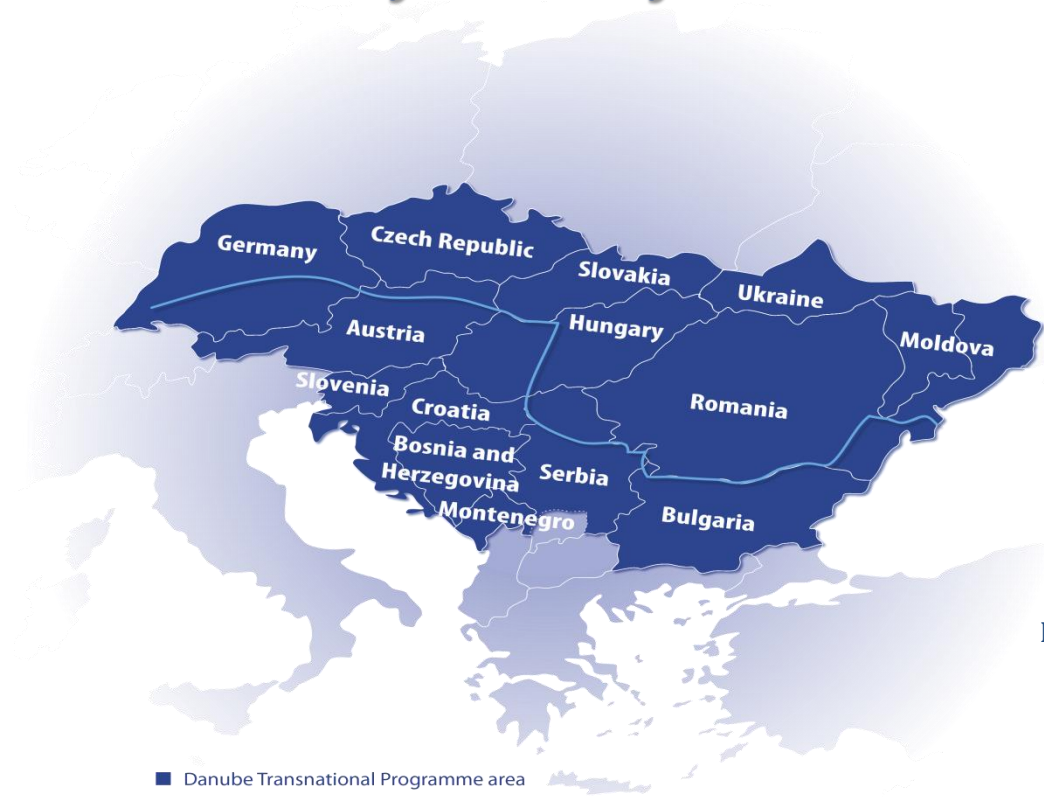 Germany
Czech Republic
Slovakia
Ukraine
Austria
Hungary
Moldova
Slovenia
Croatia
Romania
Bosnia and
Herzegovina
Serbia
Montenegro
Bulgaria
Danube Transnational Programme area